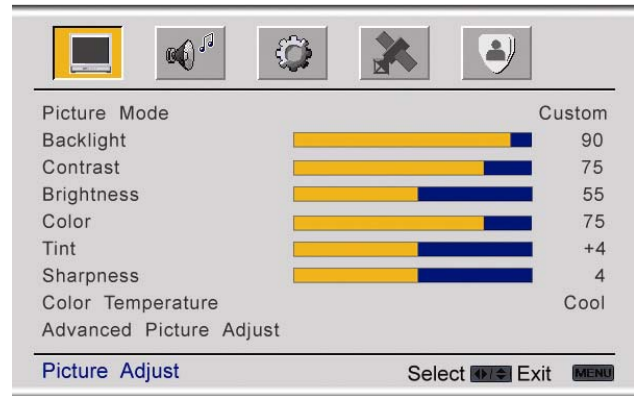 Picture Mode Custom
Backlight 90
Contrast 75
Brightness 55
Color 75
Tint +4
Sharpness 4
Color Temperature Cool
Advanced Picture Adjust
Picture Adjust Select Exit MENU